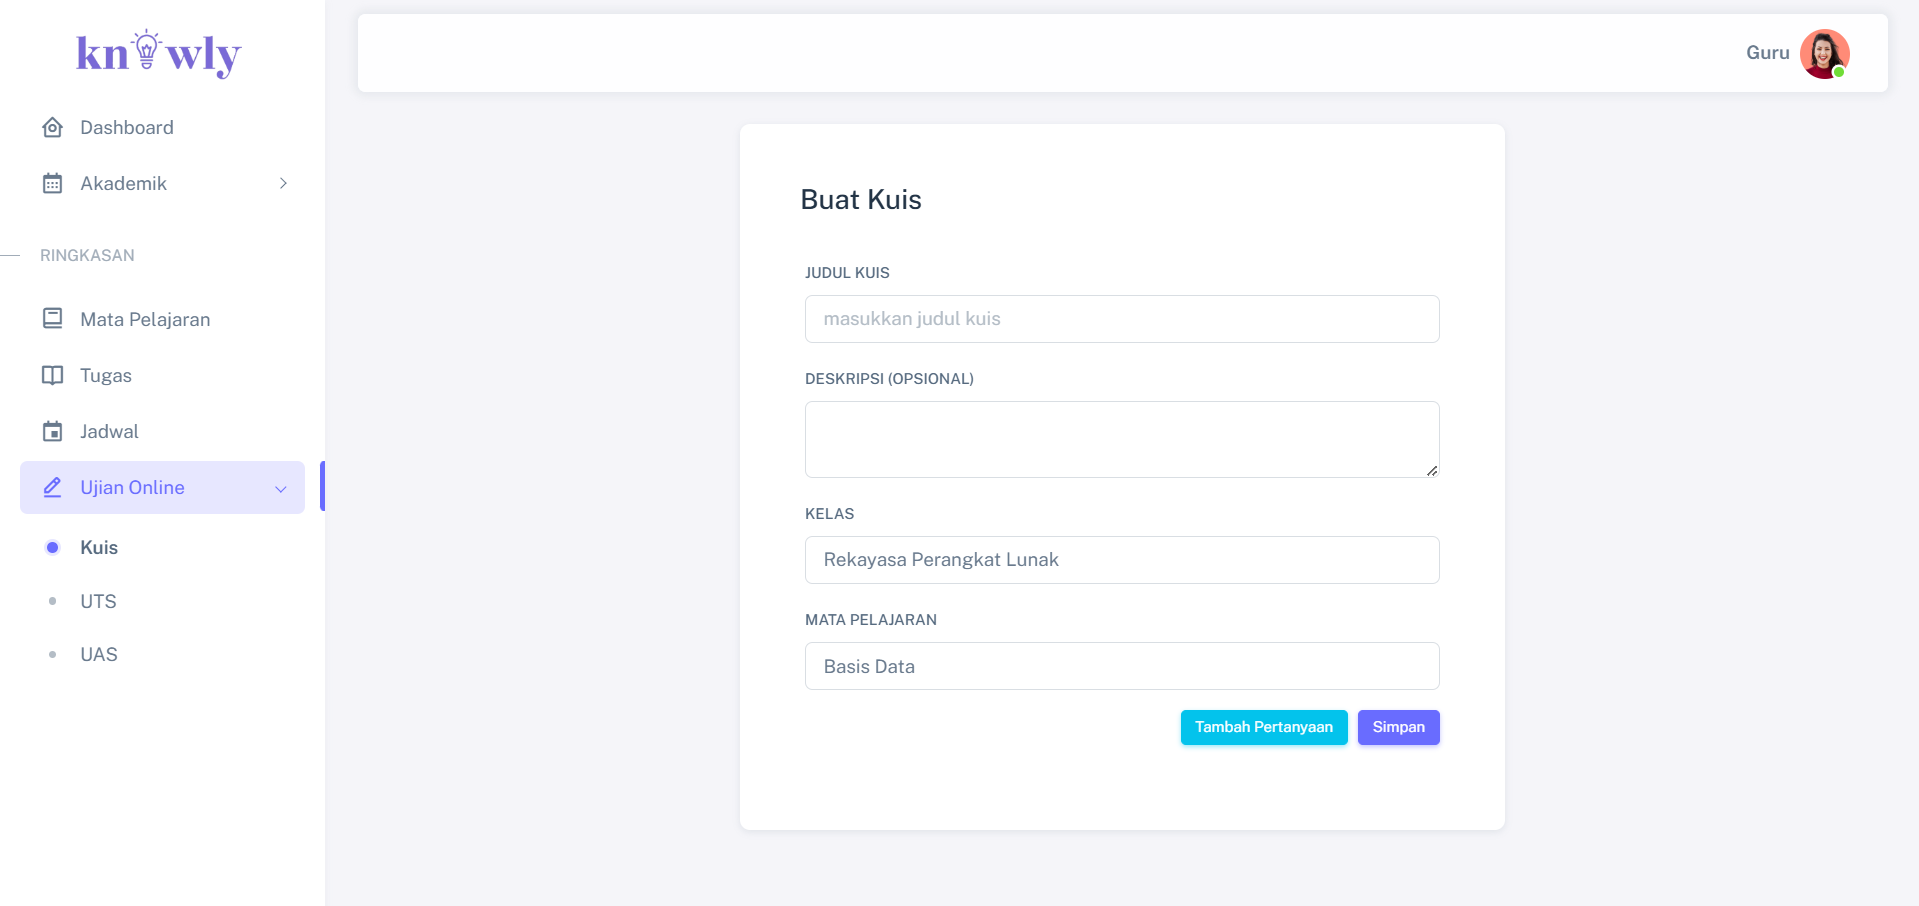 knowly
Dashboard
Akademik
RINGKASAN
Mata Pelajaran
Tugas
Jadwal
Ujian Online
Kuis
UTS
UAS
Guru
Buat Kuis
JUDUL KUIS
masukkan judul kuis
DESKRIPSI (OPSIONAL)
KELAS
Rekayasa Perangkat Lunak
MATA PELAJARAN
Basis Data
Tambah Pertanyaan
Simpan